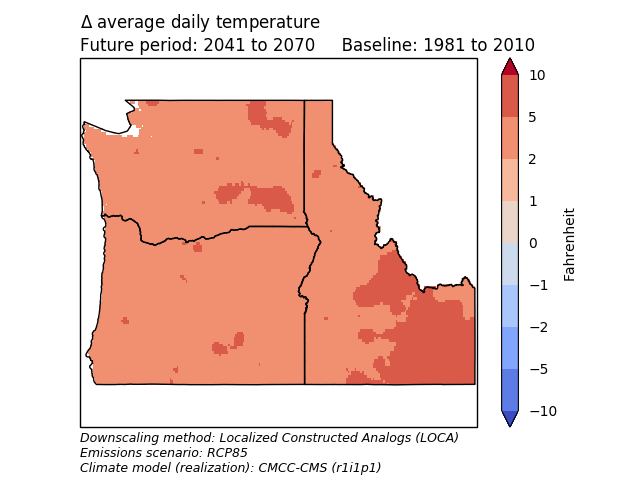 Δ average daily temperature
Future period: 2041 to 2070     Baseline: 1981 to 2010
10
5
2
1
0
−1
−2
−5
−10
Fahrenheit
Downscaling method: Localized Constructed Analogs (LOCA)
Emissions scenario: RCP85
Climate model (realization): CMCC-CMS (r1i1p1)